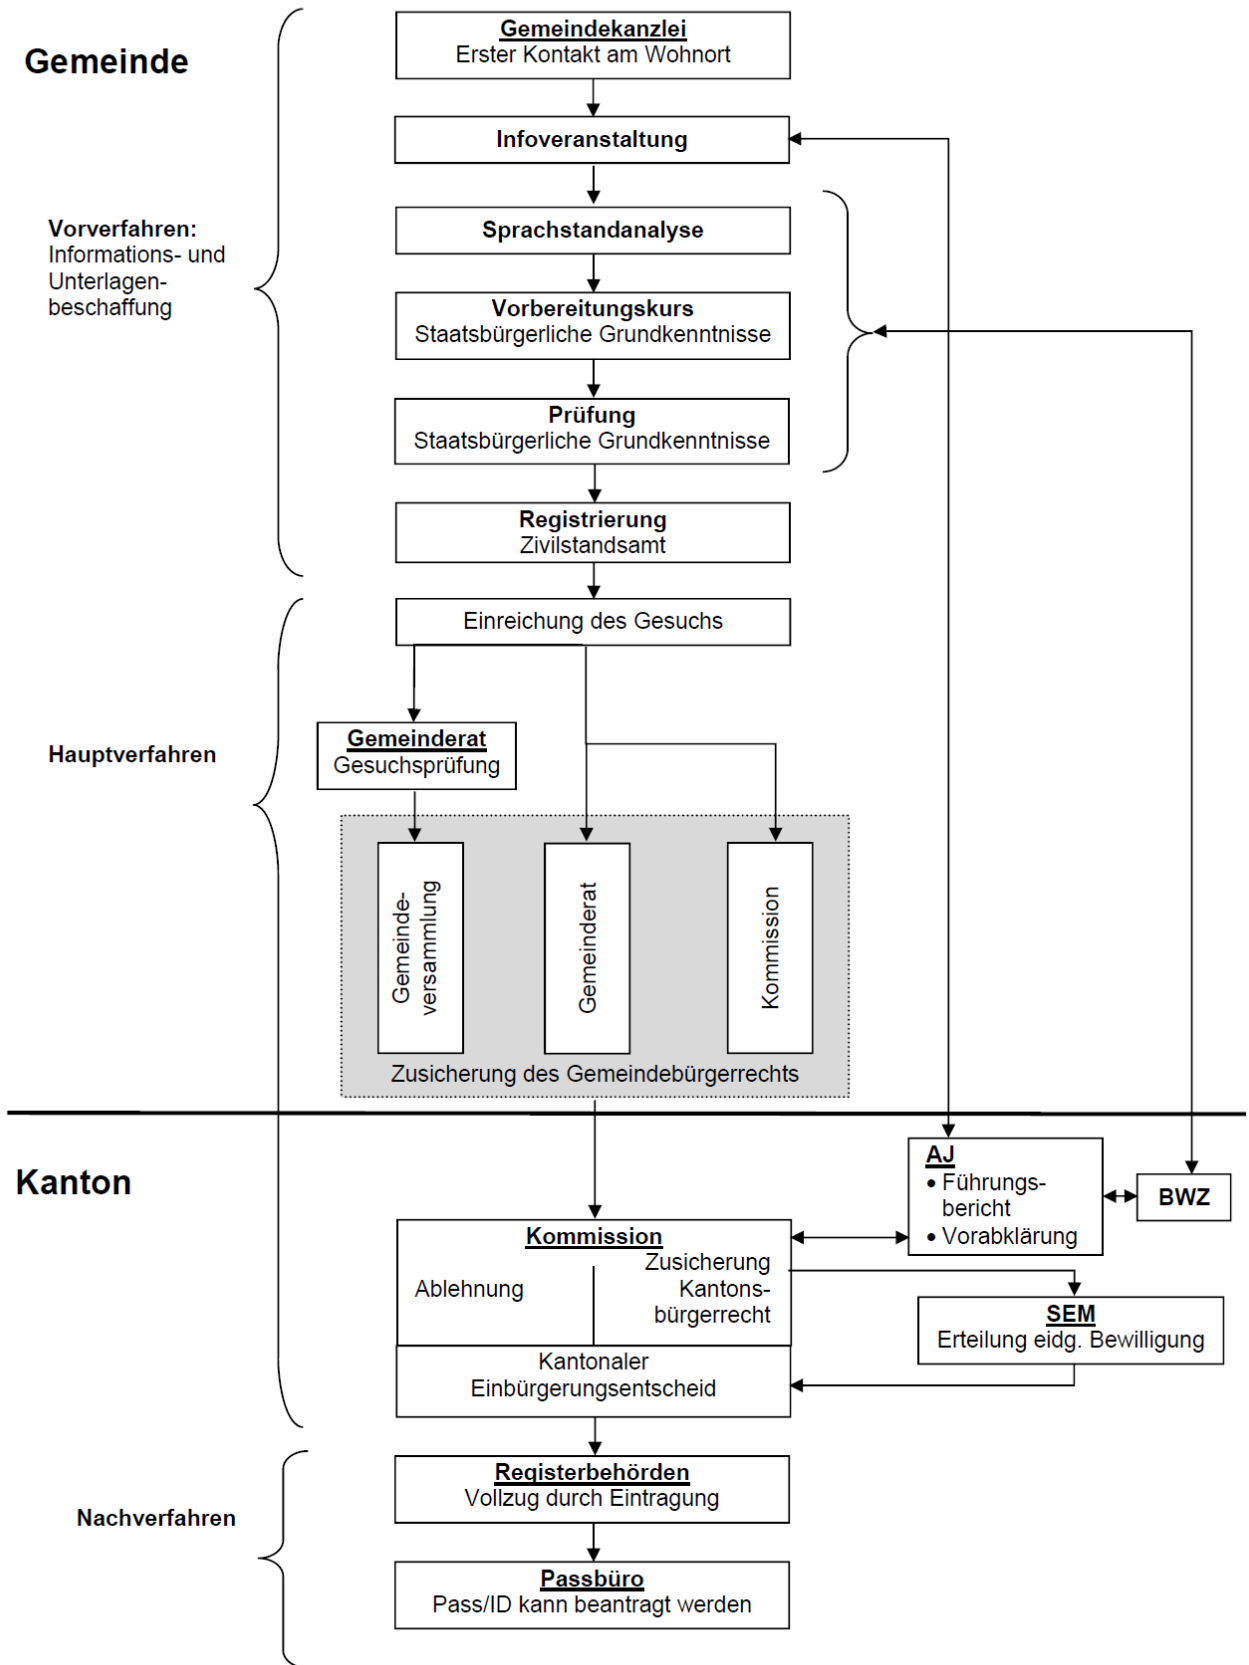 Gemeinde
Gemeindekanzlei
Erster Kontakt am Wohnort
Infoveranstaltung
Vorverfahren:
Informations- und
Unterlagen-
beschaffung
Sprachstandanalyse
Vorbereitungskurs
Staatsbürgerliche Grundkenntnisse
Prüfung
Staatsbürgerliche Grundkenntnisse
Registrierung
Zivilstandsamt
Einreichung des Gesuchs
Hauptverfahren
Gemeinderat
Gesuchsprüfung
Gemeinde-
versammlung
Gemeinderat
Kommission
Zusicherung des Gemeindebürgerrechts
Kanton
AJ
• Führungs-
bericht
• Vorabklärung
BWZ
Kommission
Ablehnung
Zusicherung
Kantons-
bürgerrecht
SEM
Erteilung eidg. Bewilligung
Kantonaler
Einbürgerungsentscheid
Nachverfahren
Registerbehörden
Vollzug durch Eintragung
Passbüro
Pass/ID kann beantragt werden